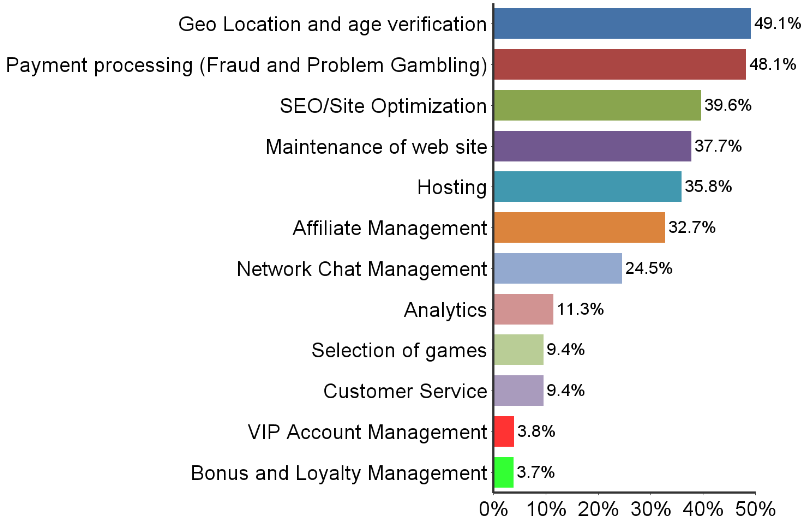 Geo Location and age verification 49.1%
Payment processing (Fraud and Problem Gambling) 48.1%
SEO/Site Optimization 39.6%
Maintenance of web site 37.7%
Hosting 35.8%
Affiliate Management 32.7%
Network Chat Management 24.5%
Analytics 11.3%
Selection of games 9.4%
Customer Service 9.4%
VIP Account Management 3.8%
Bonus and Loyalty Management 3.7%
0% 10% 20% 30% 40% 50%